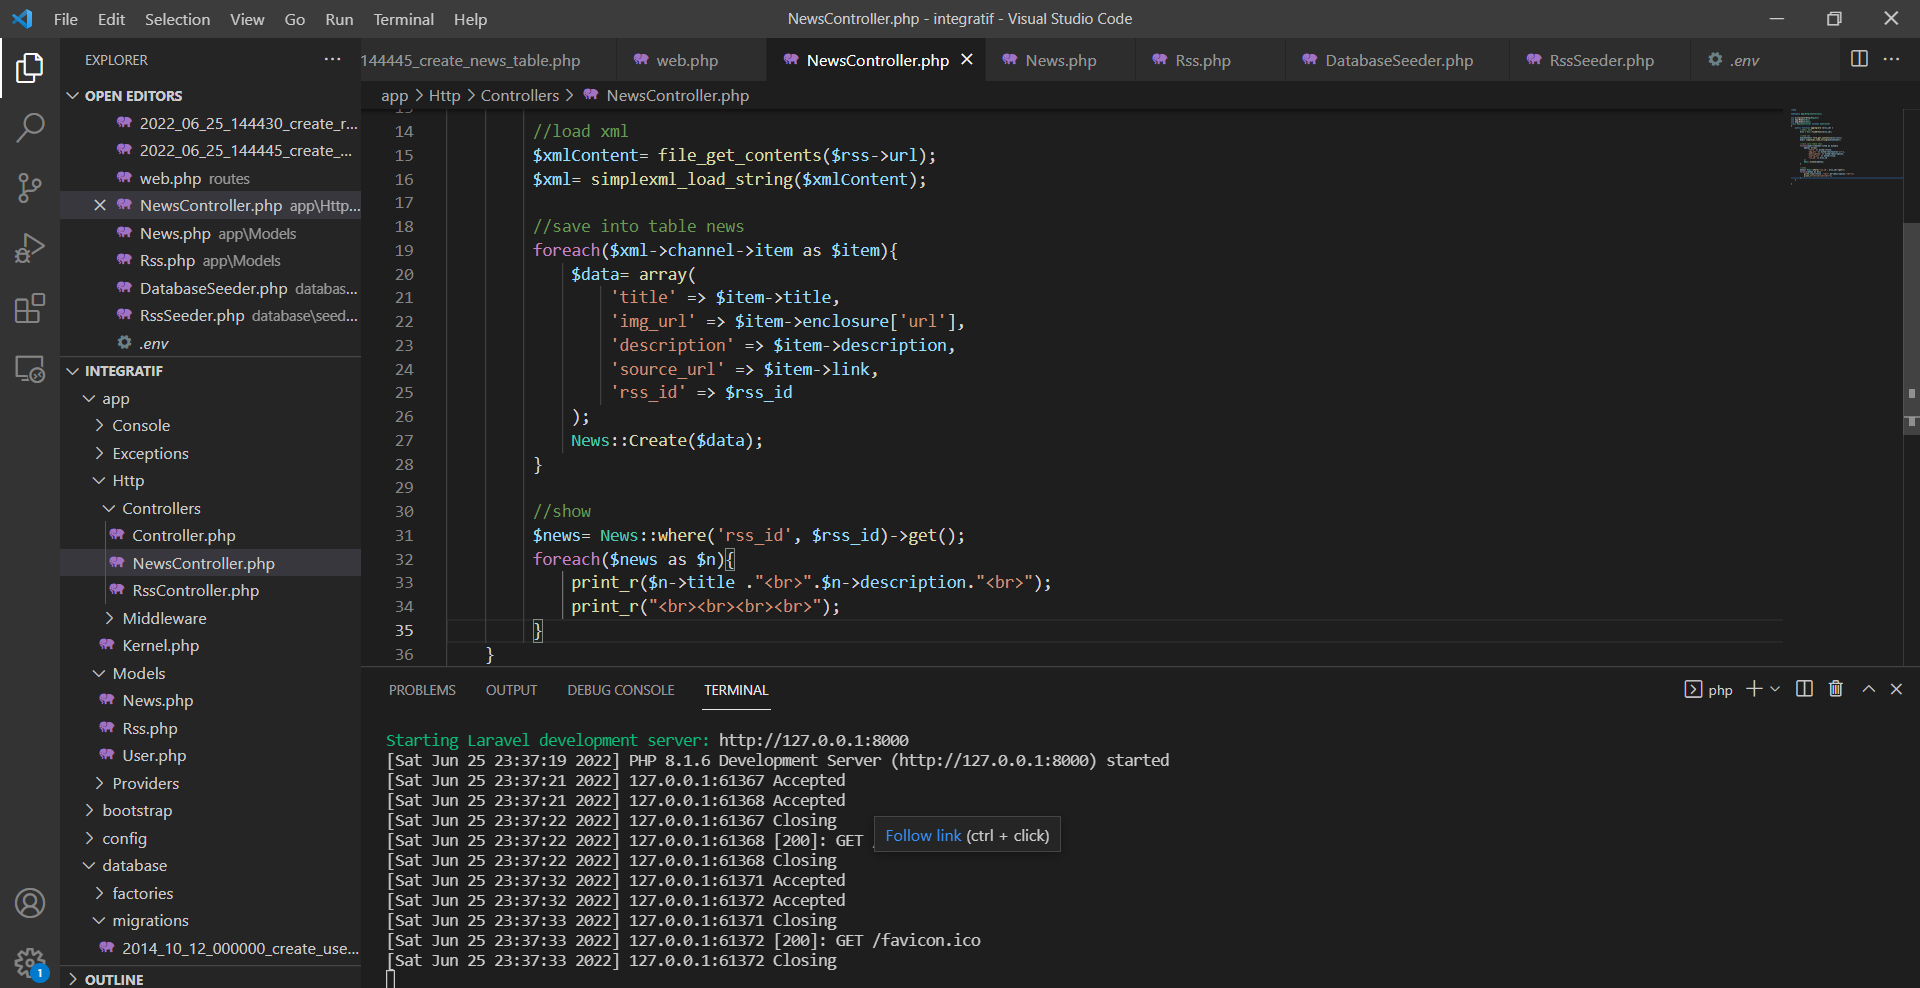 File Edit Selection View Go Run Terminal Help
NewsController.php - integratif - Visual Studio Code
EXPLORER
OPEN EDITORS
2022_06_25_144430_create_r...
2022_06_25_144445_create_...
web.php routes
NewsController.php app\Http...
News.php app\Models
Rss.php app\Models
DatabaseSeeder.php databas...
RssSeeder.php database\seed...
.env
INTEGRATIF
app
Console
Exceptions
Http
Controllers
Controller.php
NewsController.php
RssController.php
Middleware
Kernel.php
Models
News.php
Rss.php
User.php
Providers
bootstrap
config
database
factories
migrations
2014_10_12_000000_create_use...
OUTLINE
1
144445_create_news_table.php web.php NewsController.php News.php Rss.php DatabaseSeeder.php RssSeeder.php .env
app > Http > Controllers > NewsController.php
14 //load xml
15 $xmlContent= file_get_contents($rss->url);
16 $xml= simplexml_load_string($xmlContent);
17
18 //save into table news
19 foreach($xml->channel->item as $item){
20 $data= array(
21 'title' => $item->title,
22 'img_url' => $item->enclosure['url'],
23 'description' => $item->description,
24 'source_url' => $item->link,
25 'rss_id' => $rss_id
26 );
27 News::Create($data);
28 }
29
30 //show
31 $news= News::where('rss_id', $rss_id)->get();
32 foreach($news as $n){
33 print_r($n->title ."<br>".$n->description."<br>");
34 print_r("<br><br><br><br>");
35 }
36 }
PROBLEMS OUTPUT DEBUG CONSOLE TERMINAL
php
Starting Laravel development server: http://127.0.0.1:8000
[Sat Jun 25 23:37:19 2022] PHP 8.1.6 Development Server (http://127.0.0.1:8000) started
[Sat Jun 25 23:37:21 2022] 127.0.0.1:61367 Accepted
[Sat Jun 25 23:37:21 2022] 127.0.0.1:61368 Accepted
[Sat Jun 25 23:37:22 2022] 127.0.0.1:61367 Closing
[Sat Jun 25 23:37:22 2022] 127.0.0.1:61368 [200]: GET /
Follow link (ctrl + click)
[Sat Jun 25 23:37:22 2022] 127.0.0.1:61368 Closing
[Sat Jun 25 23:37:32 2022] 127.0.0.1:61371 Accepted
[Sat Jun 25 23:37:32 2022] 127.0.0.1:61372 Accepted
[Sat Jun 25 23:37:33 2022] 127.0.0.1:61371 Closing
[Sat Jun 25 23:37:33 2022] 127.0.0.1:61372 [200]: GET /favicon.ico
[Sat Jun 25 23:37:33 2022] 127.0.0.1:61372 Closing